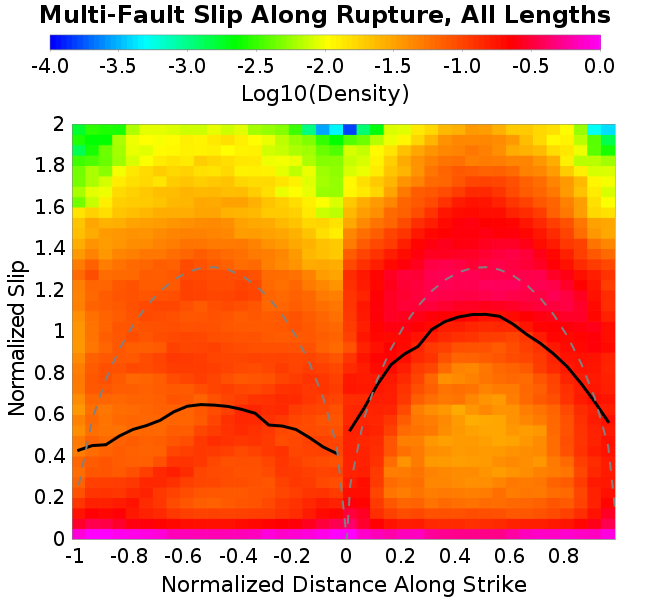 Multi-Fault Slip Along Rupture, All Lengths
-4.0 -3.5 -3.0 -2.5 -2.0 -1.5 -1.0 -0.5 0.0
Log10(Density)
Normalized Slip
2
1.8
1.6
1.4
1.2
1
0.8
0.6
0.4
0.2
0
-1 -0.8 -0.6 -0.4 -0.2 0 0.2 0.4 0.6 0.8
Normalized Distance Along Strike